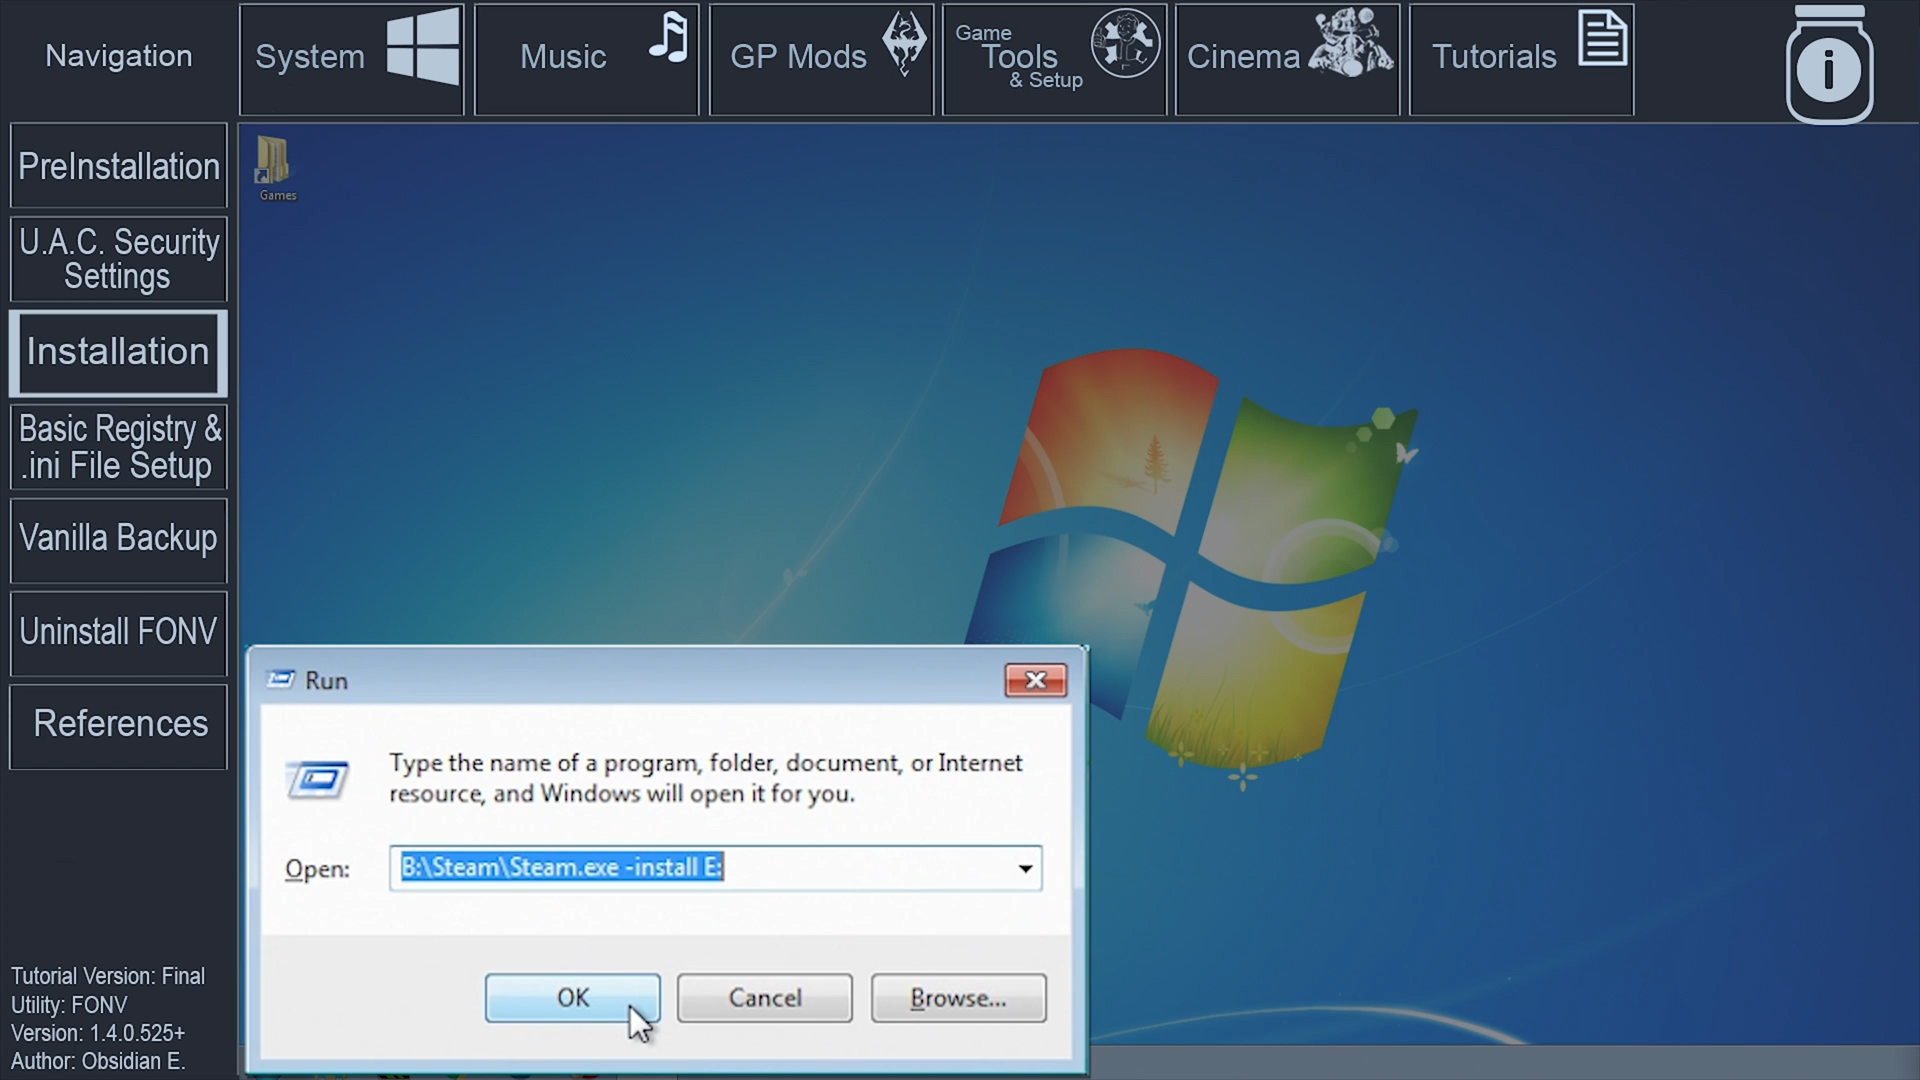 Navigation
System
Music
GP Mods
Game
Tools
& Setup
Cinema
Tutorials
i
PreInstallation
U.A.C. Security
Settings
Installation
Basic Registry &
.ini File Setup
Vanilla Backup
Uninstall FONV
References
Games
Run
Type the name of a program, folder, document, or Internet
resource, and Windows will open it for you.
Open:
B:\Steam\Steam.exe -install E:
OK
Cancel
Browse...
Tutorial Version: Final
Utility: FONV
Version: 1.4.0.525+
Author: Obsidian E.